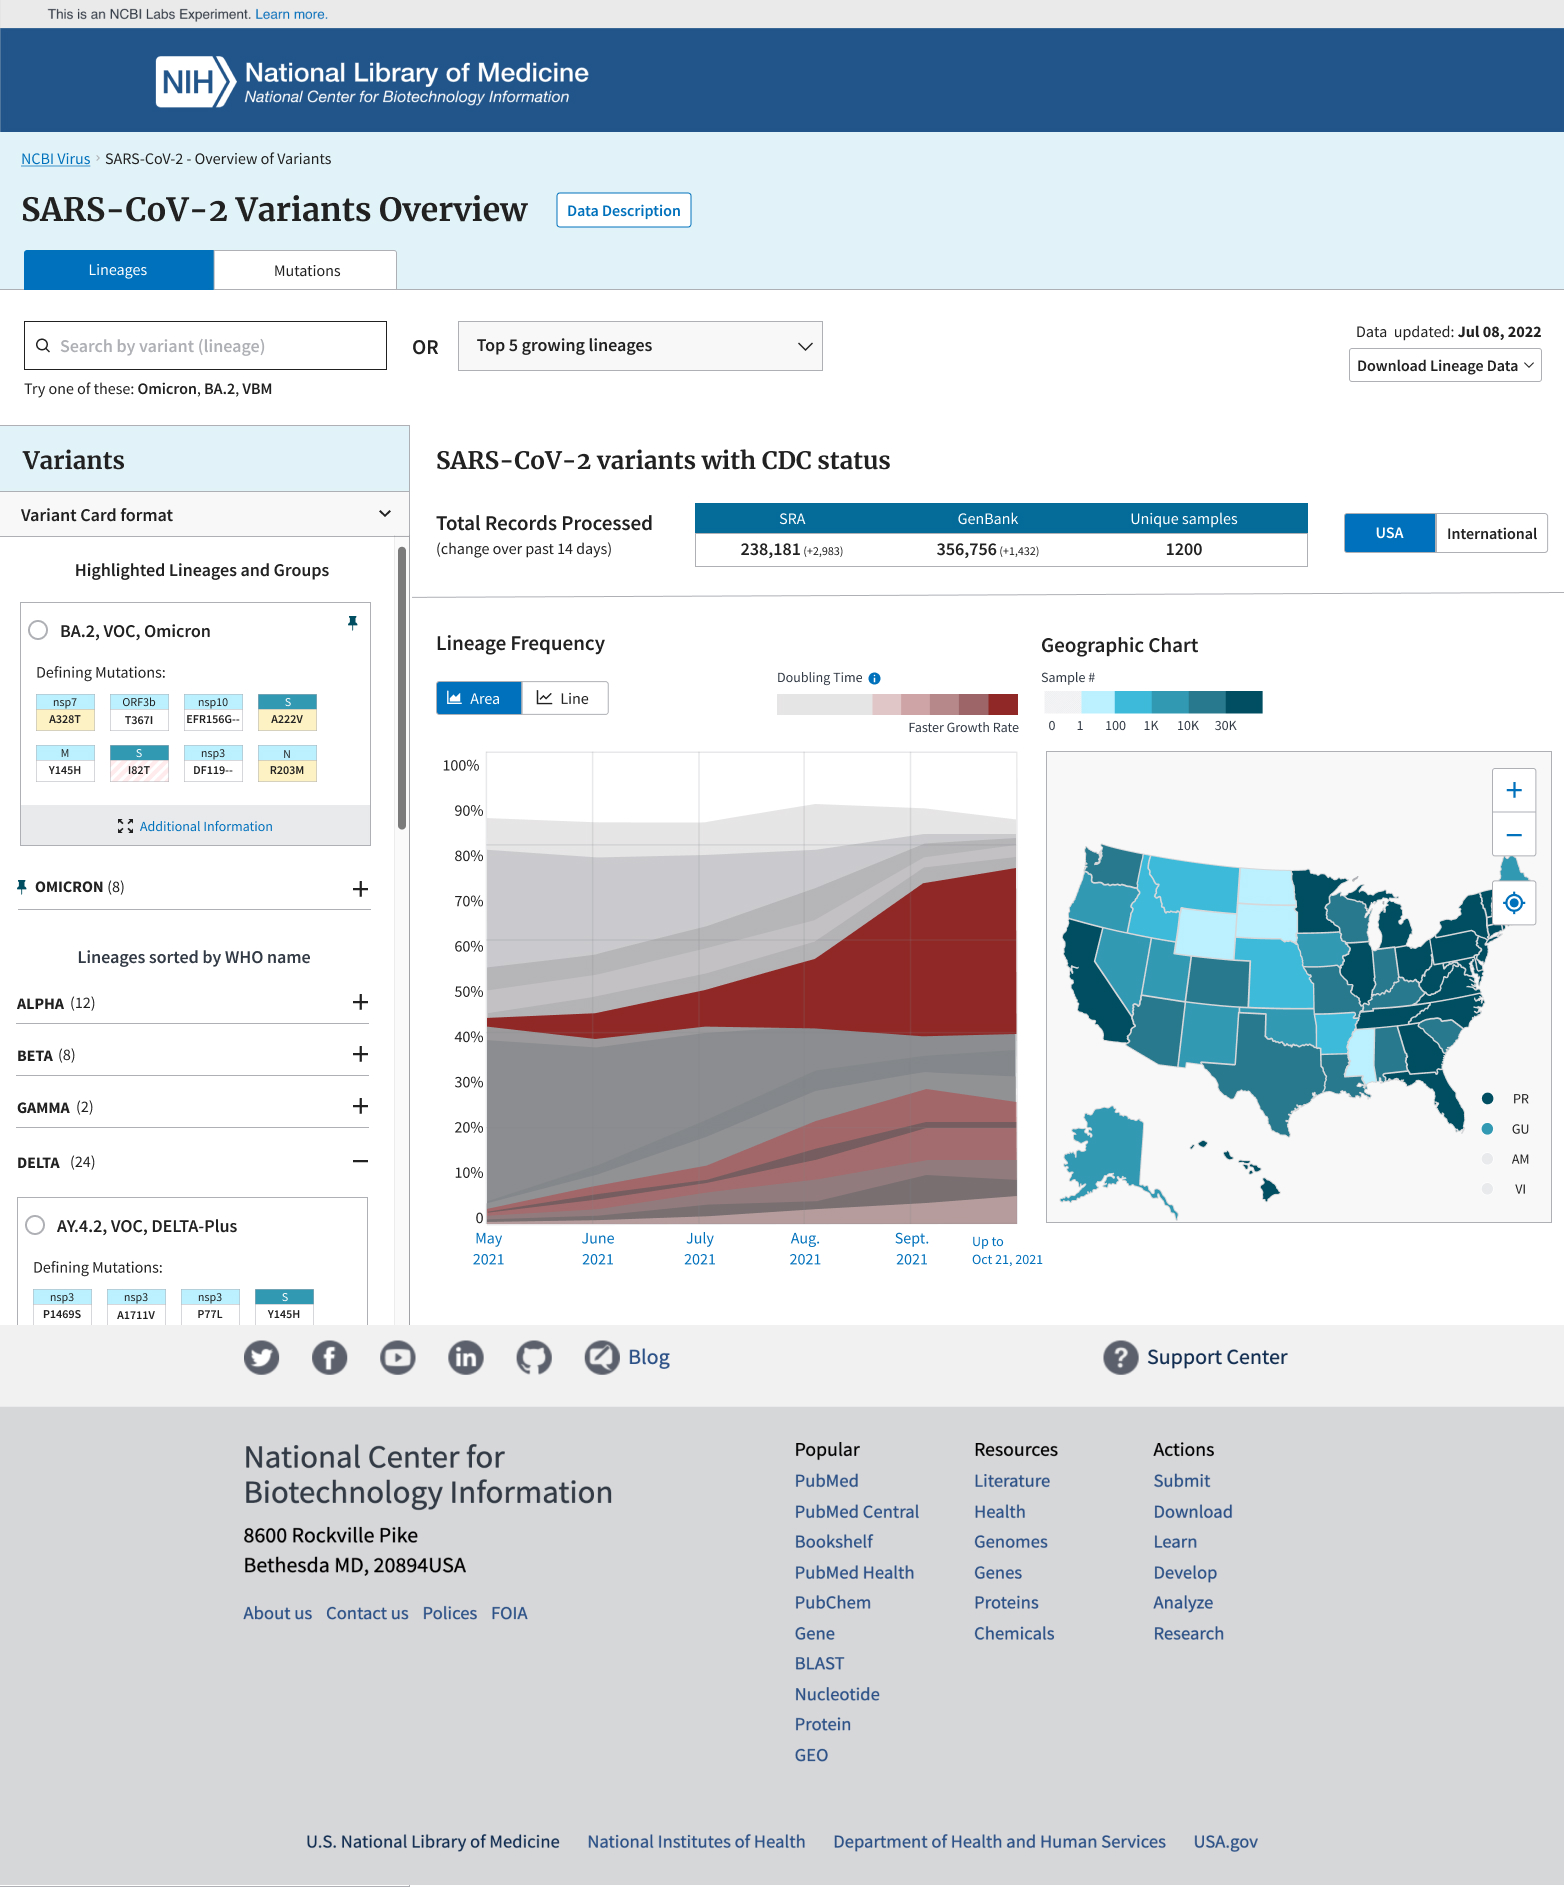 This is an NCBI Labs Experiment. Learn more.
NIH National Library of Medicine
National Center for Biotechnology Information
NCBI Virus › SARS-CoV-2 - Overview of Variants
SARS-CoV-2 Variants Overview
Data Description
Lineages Mutations
Search by variant (lineage)
OR
Top 5 growing lineages
Try one of these: Omicron, BA.2, VBM
Data updated: Jul 08, 2022
Download Lineage Data
Variants
Variant Card format
Highlighted Lineages and Groups
BA.2, VOC, Omicron
Defining Mutations:
nsp7 ORF3b nsp10 S
A328T T367I EFR156G-- A222V
M S nsp3 N
Y145H I82T DF119-- R203M
Additional Information
OMICRON (8)
Lineages sorted by WHO name
ALPHA (12)
BETA (8)
GAMMA (2)
DELTA (24)
AY.4.2, VOC, DELTA-Plus
Defining Mutations:
nsp3 nsp3 nsp3 S
P1469S A1711V P77L Y145H
SARS-CoV-2 variants with CDC status
Total Records Processed
(change over past 14 days)
SRA GenBank Unique samples
238,181 (+2,983) 356,756 (+1,432) 1200
USA International
Lineage Frequency
Area Line
Doubling Time
Faster Growth Rate
100%
90%
80%
70%
60%
50%
40%
30%
20%
10%
0
May June July Aug. Sept. Up to
2021 2021 2021 2021 2021 Oct 21, 2021
Geographic Chart
Sample #
0 1 100 1K 10K 30K
PR
GU
AM
VI
Blog
Support Center
National Center for
Biotechnology Information
8600 Rockville Pike
Bethesda MD, 20894USA
About us Contact us Polices FOIA
Popular
PubMed
PubMed Central
Bookshelf
PubMed Health
PubChem
Gene
BLAST
Nucleotide
Protein
GEO
Resources
Literature
Health
Genomes
Genes
Proteins
Chemicals
Actions
Submit
Download
Learn
Develop
Analyze
Research
U.S. National Library of Medicine National Institutes of Health Department of Health and Human Services USA.gov